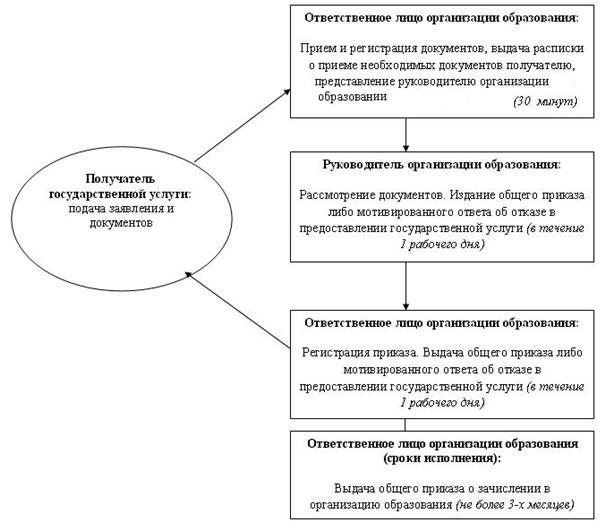 Ответственное лицо организации образования:
Прием и регистрация документов, выдача расписки
о приеме необходимых документов получателю,
представление руководителю организации
образовании
(30 минут)
Получатель
государственной услуги:
подача заявления и
документов
Руководитель организации образования:
Рассмотрение документов. Издание общего приказа
либо мотивированного ответа об отказе в
предоставлении государственной услуги (в течение
1 рабочего дня)
Ответственное лицо организации образования:
Регистрация приказа. Выдача общего приказа либо
мотивированного ответа об отказе в
предоставлении государственной услуги (в течение
1 рабочего дня)
Ответственное лицо организации образования
(сроки исполнения):
Выдача общего приказа о зачислении в
организацию образования (не более 3-х месяцев)